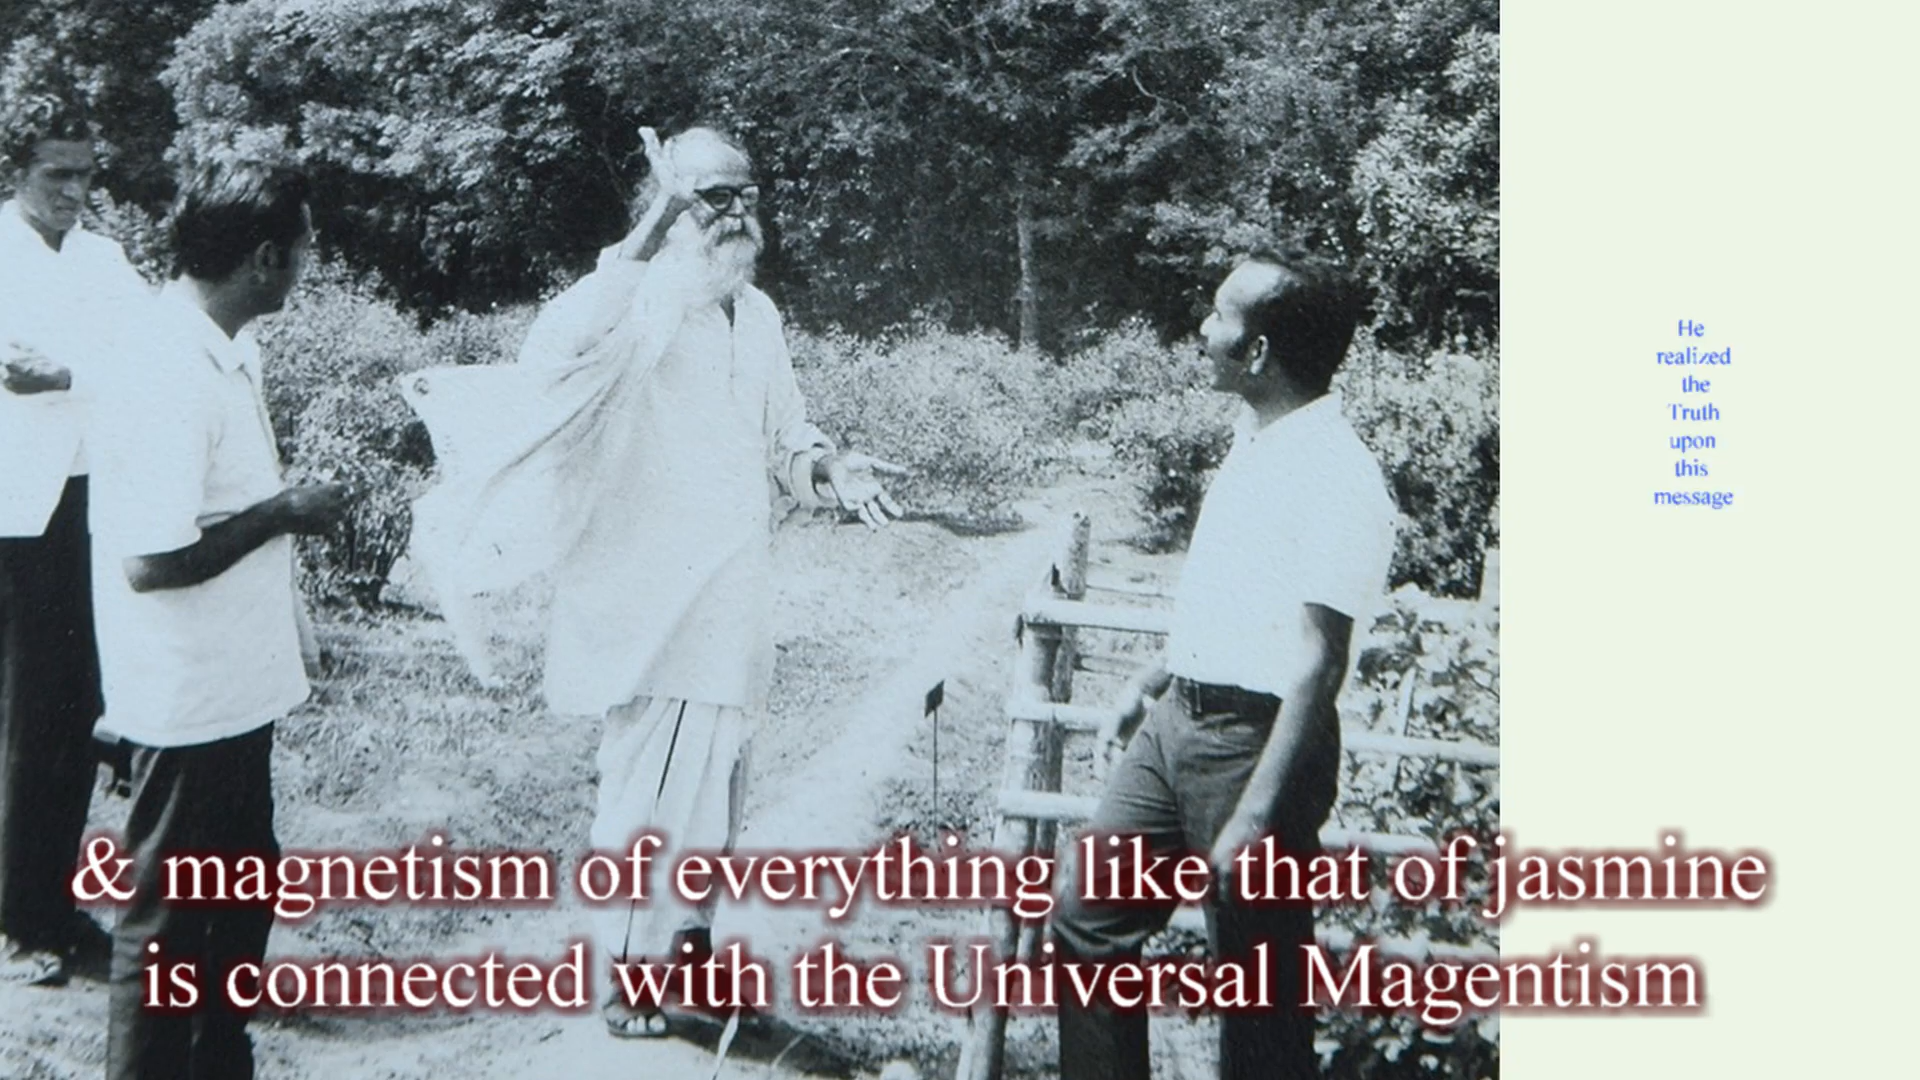 He
realized
the
Truth
upon
this
message
& magnetism of everything like that of jasmine
is connected with the Universal Magentism